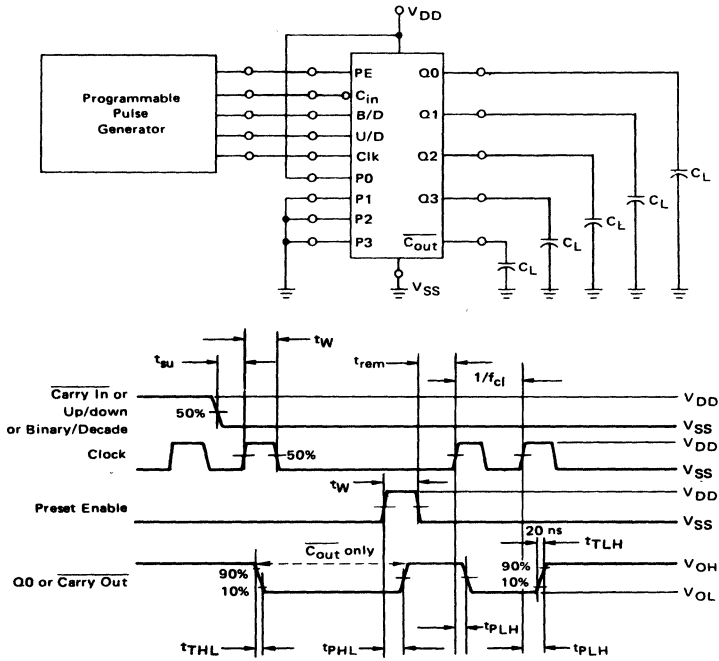 VDD
Programmable
Pulse
Generator
PE
Cin
B/D
U/D
Clk
P0
P1
P2
P3
Q0
Q1
Q2
Q3
Cout
CL
CL
CL
CL
CL
VSS
tW
tsu
trem
1/fcl
Carry In or
Up/down
or Binary/Decade
50%
VDD
VSS
Clock
50%
VDD
VSS
tW
Preset Enable
VDD
VSS
20 ns
tTLH
Cout only
Q0 or Carry Out
90%
10%
90%
10%
VOH
VOL
tTHL
tPHL
tPLH
tPLH